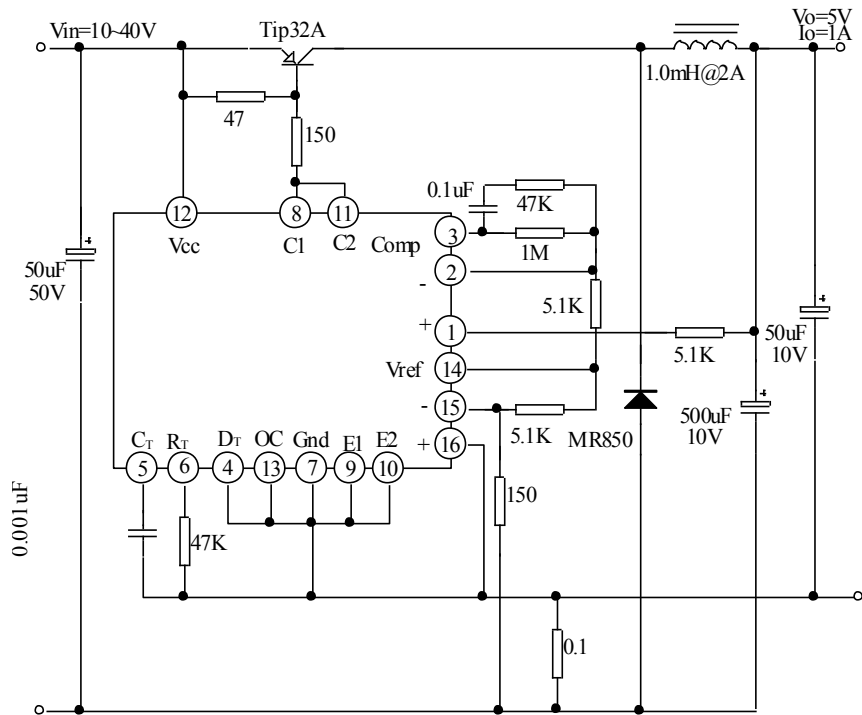 Vin=10~40V
Tip32A
Vo=5V
Io=1A
1.0mH@2A
47
150
0.1uF
47K
1M
12
8
11
3
Vcc
C1
C2
Comp
2
-
5.1K
50uF
50V
+
1
5.1K
50uF
10V
Vref
14
-
15
5.1K
MR850
500uF
10V
+
16
CT
RT
DT
OC
Gnd
E1
E2
5
6
4
13
7
9
10
0.001uF
47K
150
0.1